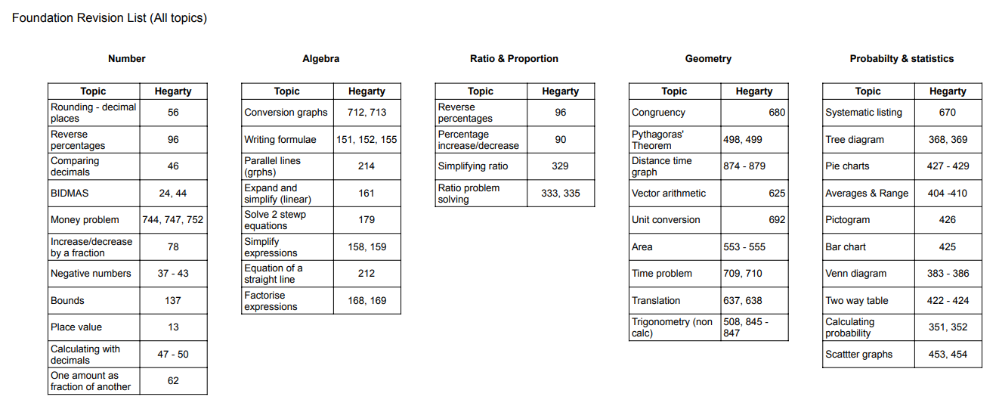 Foundation Revision List (All topics)
Number
Topic Hegarty
Rounding - decimal
places 56
Reverse
percentages 96
Comparing
decimals 46
BIDMAS 24, 44
Money problem 744, 747, 752
Increase/decrease
by a fraction 78
Negative numbers 37 - 43
Bounds 137
Place value 13
Calculating with
decimals 47 - 50
One amount as
fraction of another 62
Algebra
Topic Hegarty
Conversion graphs 712, 713
Writing formulae 151, 152, 155
Parallel lines
(grphs) 214
Expand and
simplify (linear) 161
Solve 2 stewp
equations 179
Simplify
expressions 158, 159
Equation of a
straight line 212
Factorise
expressions 168, 169
Ratio & Proportion
Topic Hegarty
Reverse
percentages 96
Percentage
increase/decrease 90
Simplifying ratio 329
Ratio problem
solving 333, 335
Geometry
Topic Hegarty
Congruency 680
Pythagoras'
Theorem 498, 499
Distance time
graph 874 - 879
Vector arithmetic 625
Unit conversion 692
Area 553 - 555
Time problem 709, 710
Translation 637, 638
Trigonometry (non 508, 845 -
calc) 847
Probabilty & statistics
Topic Hegarty
Systematic listing 670
Tree diagram 368, 369
Pie charts 427 - 429
Averages & Range 404 -410
Pictogram 426
Bar chart 425
Venn diagram 383 - 386
Two way table 422 - 424
Calculating
probability 351, 352
Scattter graphs 453, 454